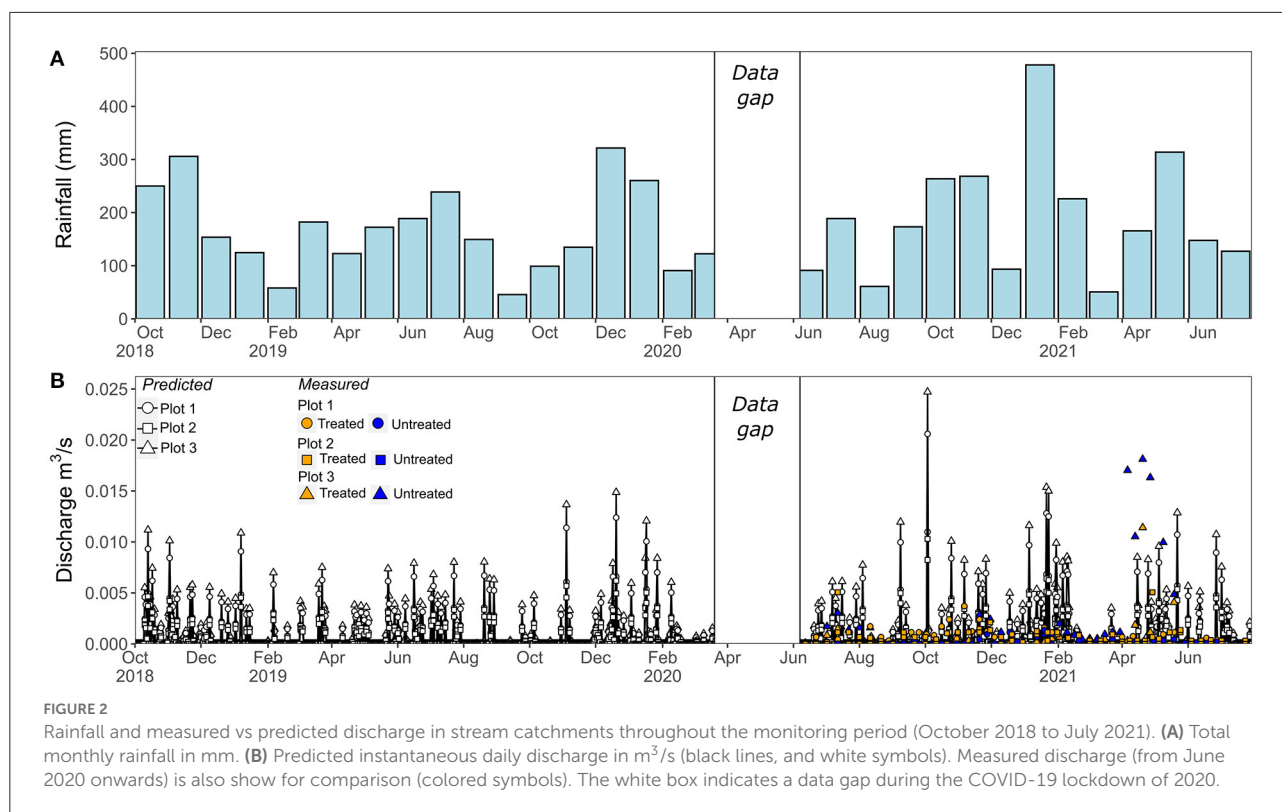 A
500
400
300
200
100
0
Rainfall (mm)
Data
gap
Oct Dec Feb Apr Jun Aug Oct Dec Feb Apr Jun Aug Oct Dec Feb Apr Jun
2018 2019 2020 2021
B
0.025
0.020
0.015
0.010
0.005
0.000
Discharge m³/s
Predicted
Plot 1
Plot 2
Plot 3
Measured
Plot 1
Treated Untreated
Plot 2
Treated Untreated
Plot 3
Treated Untreated
Data
gap
Oct Dec Feb Apr Jun Aug Oct Dec Feb Apr Jun Aug Oct Dec Feb Apr Jun
2018 2019 2020 2021
FIGURE 2
Rainfall and measured vs predicted discharge in stream catchments throughout the monitoring period (October 2018 to July 2021). (A) Total
monthly rainfall in mm. (B) Predicted instantaneous daily discharge in m³/s (black lines, and white symbols). Measured discharge (from June
2020 onwards) is also show for comparison (colored symbols). The white box indicates a data gap during the COVID-19 lockdown of 2020.